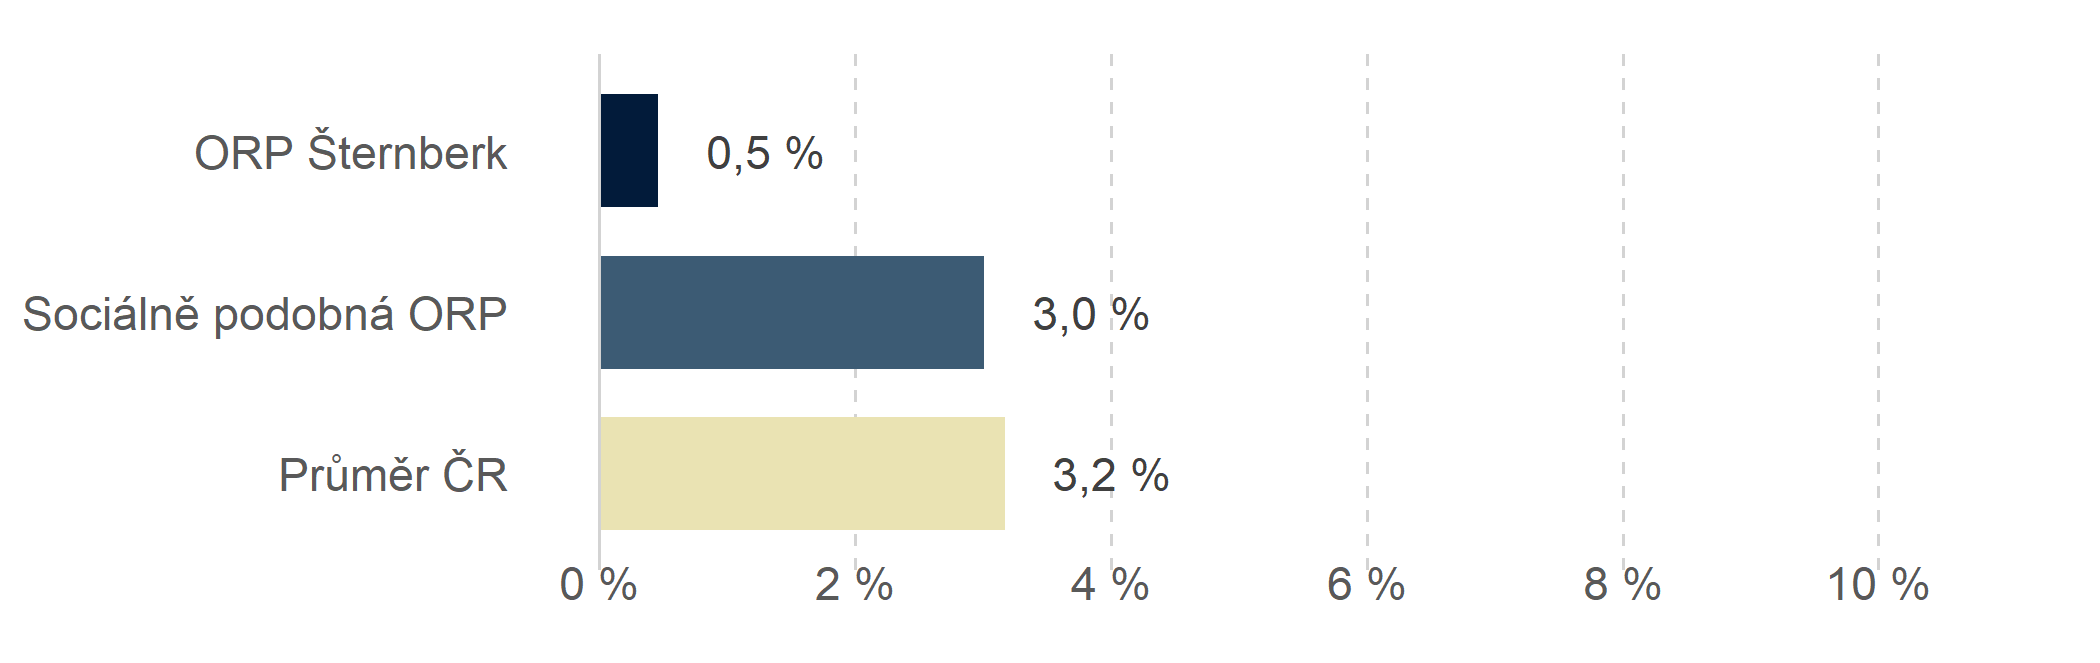 ORP Šternberk 0,5 %
Sociálně podobná ORP 3,0 %
Průměr ČR 3,2 %
0 % 2 % 4 % 6 % 8 % 10 %